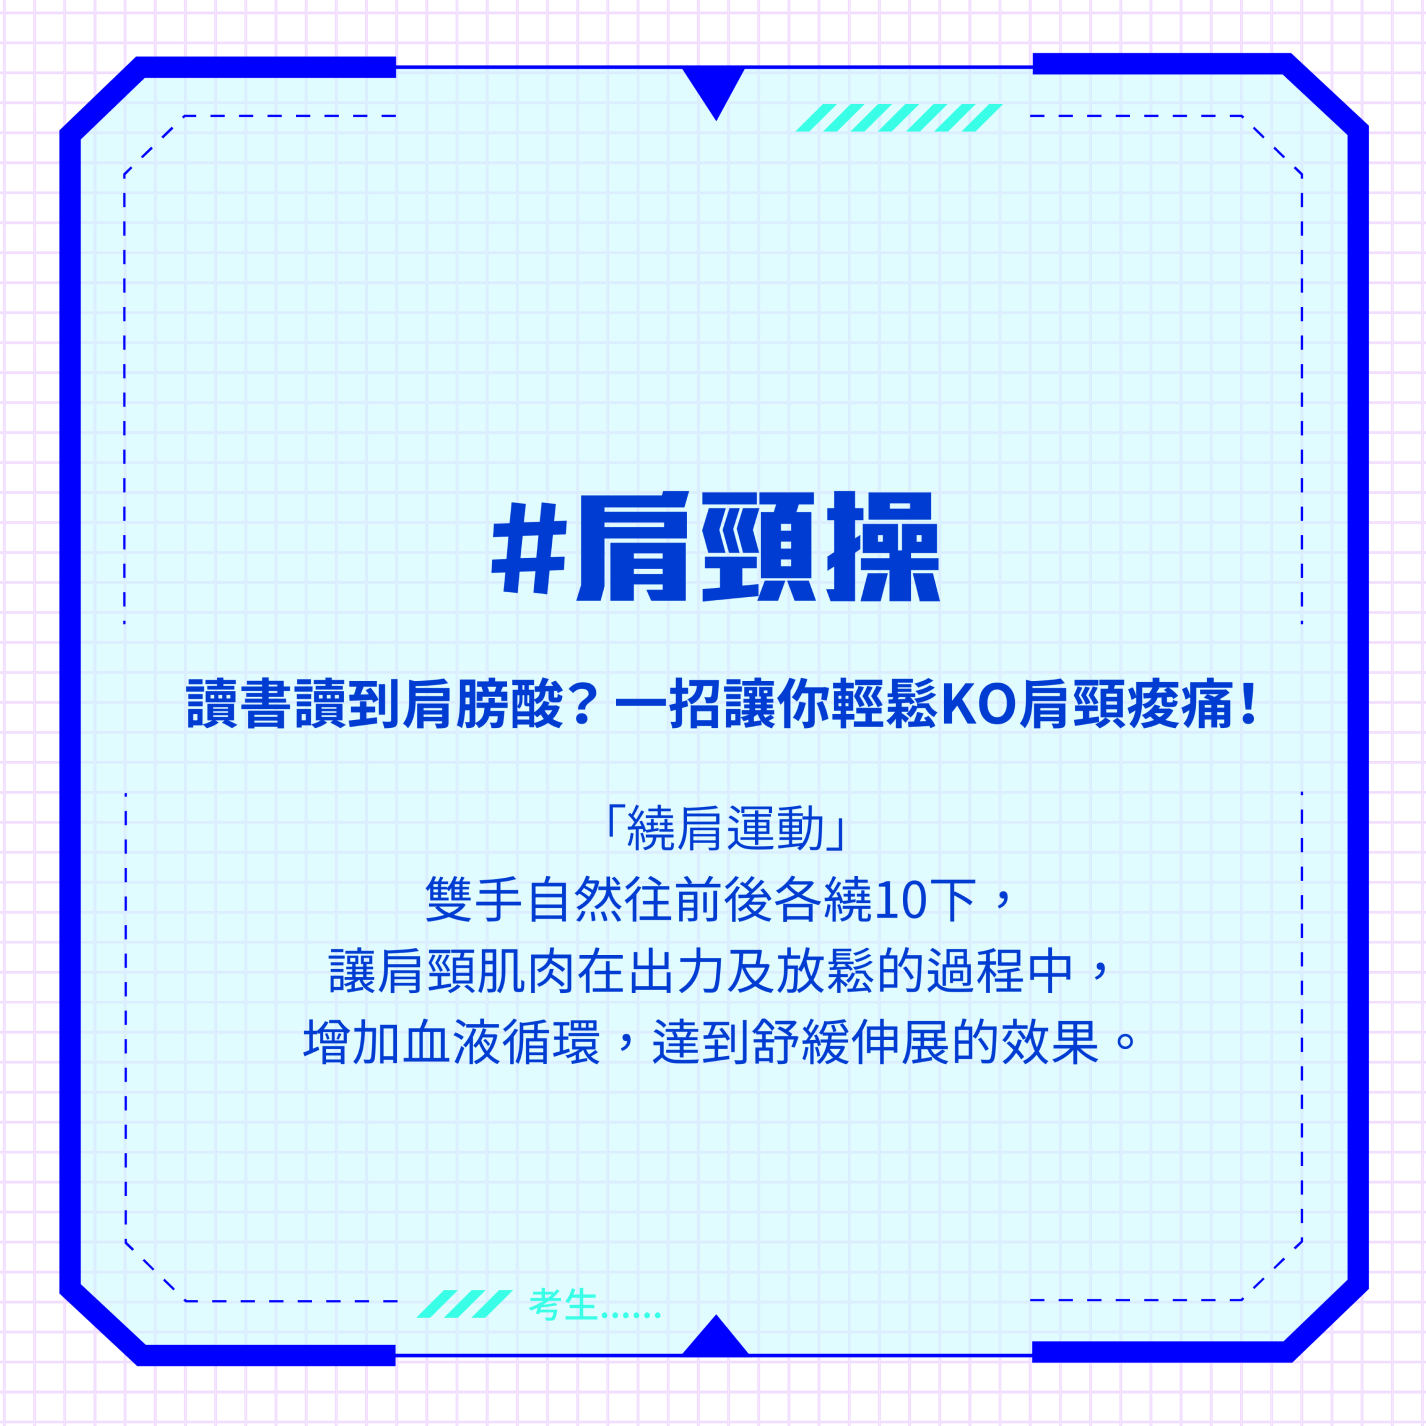 #肩頸操
讀書讀到肩膀酸？一招讓你輕鬆KO肩頸痠痛！
「繞肩運動」
雙手自然往前後各繞10下，
讓肩頸肌肉在出力及放鬆的過程中，
增加血液循環，達到舒緩伸展的效果。
考生......